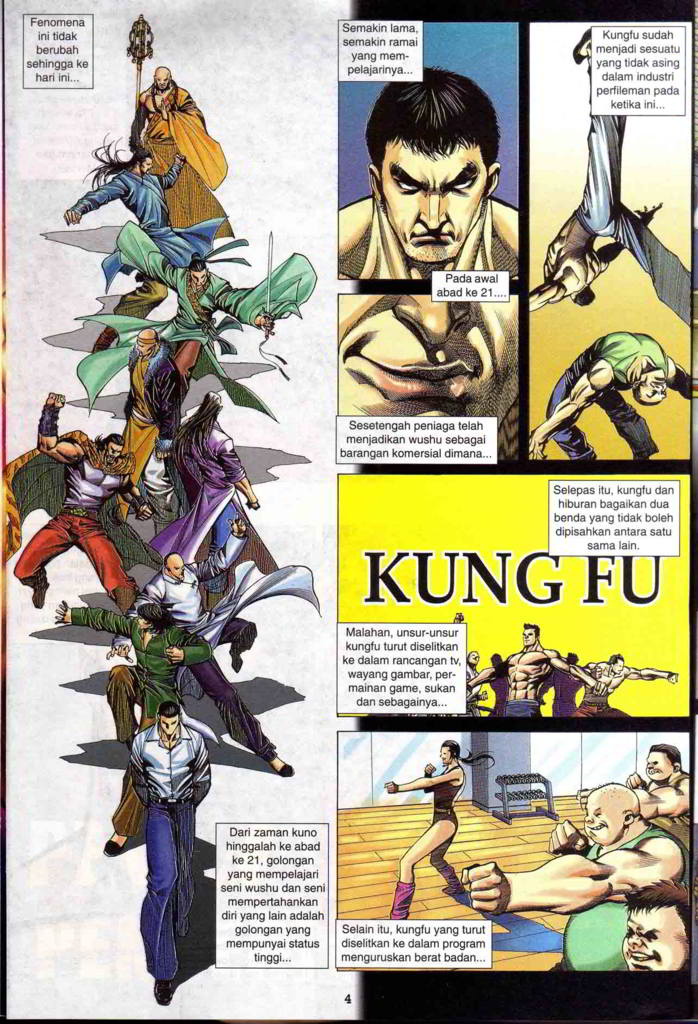 Fenomena
ini tidak
berubah
sehingga ke
hari ini...
Dari zaman kuno
hinggalah ke abad
ke 21, golongan
yang mempelajari
seni wushu dan seni
mempertahankan
diri yang lain adalah
golongan yang
mempunyai status
tinggi...
Semakin lama,
semakin ramai
yang mem-
pelajarinya...
Kungfu sudah
menjadi sesuatu
yang tidak asing
dalam industri
perfileman pada
ketika ini...
Pada awal
abad ke 21....
Sesetengah peniaga telah
menjadikan wushu sebagai
barangan komersial dimana...
Selepas itu, kungfu dan
hiburan bagaikan dua
benda yang tidak boleh
dipisahkan antara satu
sama lain.
KUNG FU
Malahan, unsur-unsur
kungfu turut diselitkan
ke dalam rancangan tv,
wayang gambar, per-
mainan game, sukan
dan sebagainya...
Selain itu, kungfu yang turut
diselitkan ke dalam program
menguruskan berat badan...
4